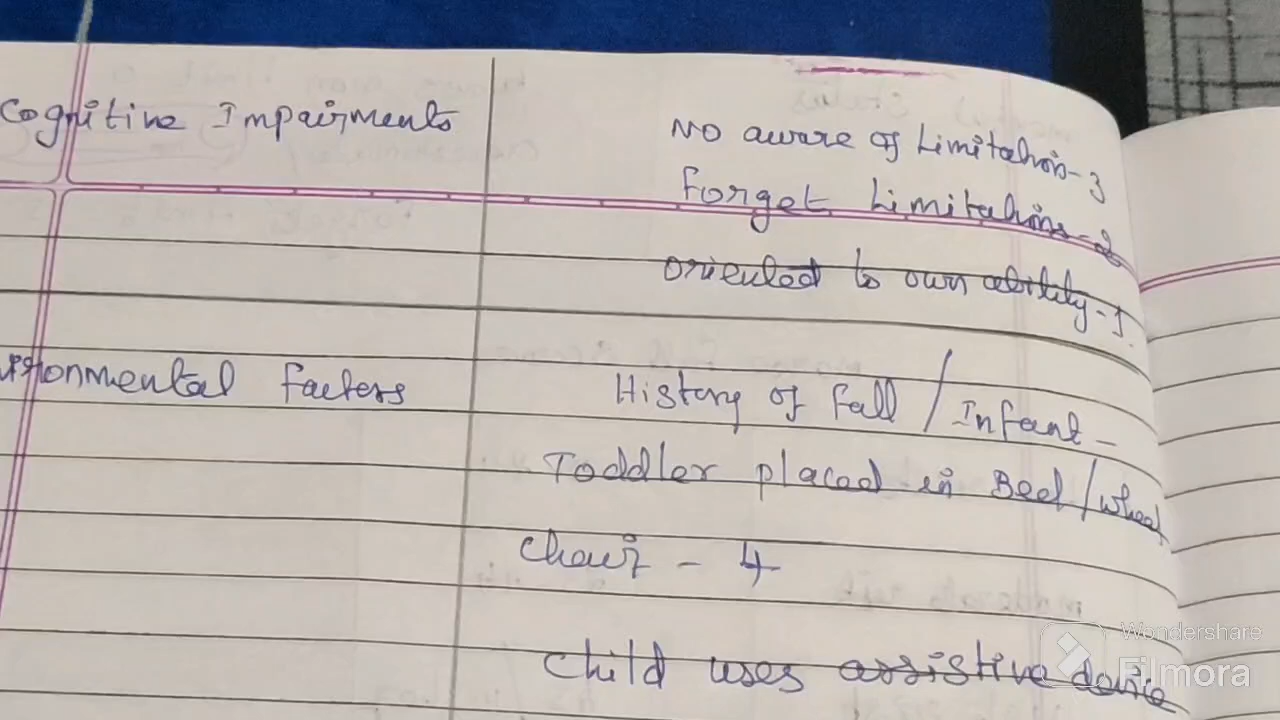 Cognitive Impairments
No aware of Limitations-3
Forget Limitations-2
oriented to own ability-1.
Environmental factors
History of Fall / Infant-
Toddler placed in Bed/wheel
chair - 4
child uses assistive device
Wondershare
Filmora